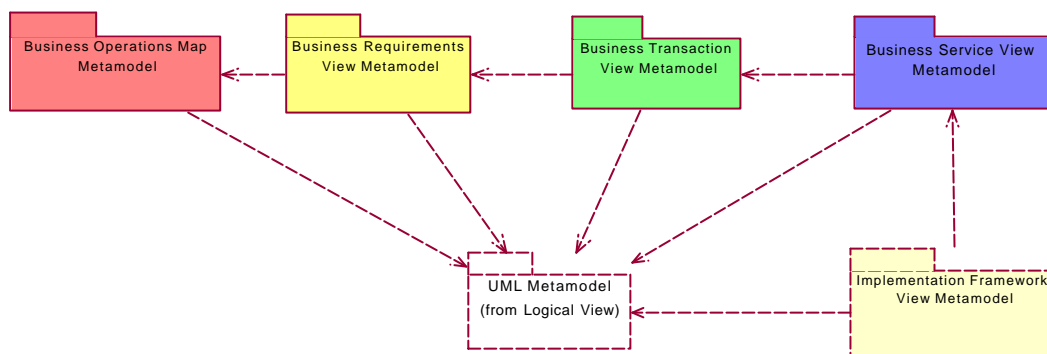 Business Operations Map
Metamodel
Business Requirements
View Metamodel
Business Transaction
View Metamodel
Business Service View
Metamodel
UML Metamodel
(from Logical View)
Implementation Framework
View Metamodel